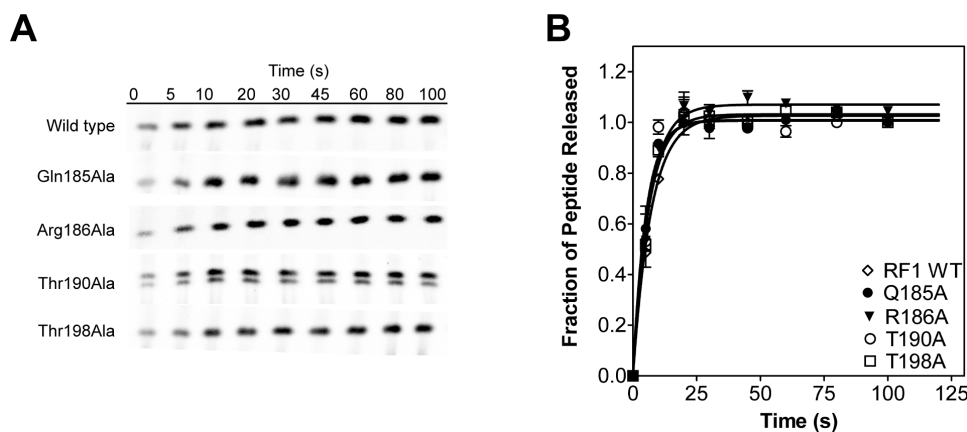 A
Time (s)
0 5 10 20 30 45 60 80 100
Wild type
Gln185Ala
Arg186Ala
Thr190Ala
Thr198Ala
B
Fraction of Peptide Released
1.2
1.0
0.8
0.6
0.4
0.2
0.0
RF1 WT
Q185A
R186A
T190A
T198A
0 25 50 75 100 125
Time (s)